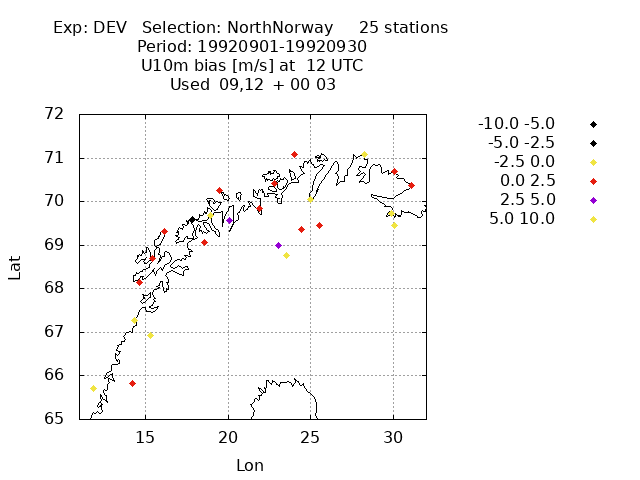 Exp: DEV   Selection: NorthNorway     25 stations
Period: 19920901-19920930
U10m bias [m/s] at  12 UTC
Used  09,12  + 00 03
-10.0 -5.0
-5.0 -2.5
-2.5 0.0
0.0 2.5
2.5 5.0
5.0 10.0
72
71
70
69
68
67
66
65
Lat
15 20 25 30
Lon